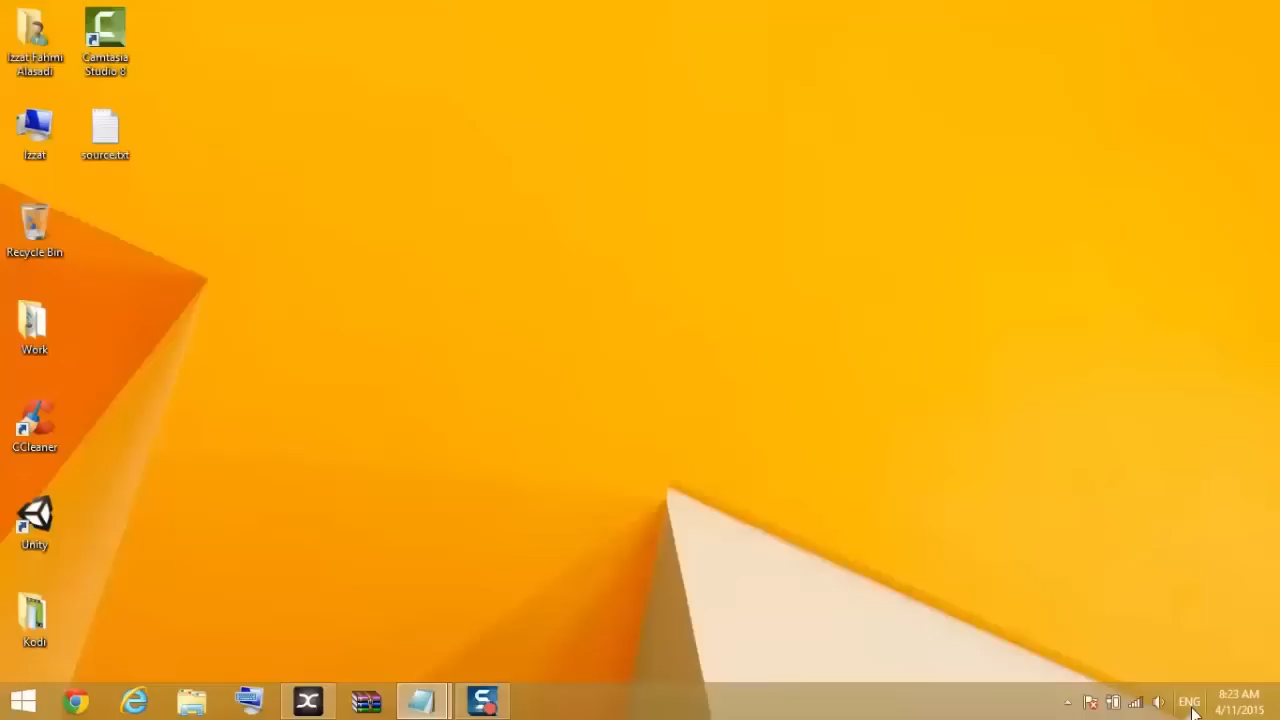 Izzat Fahmi
Alasadi
Camtasia
Studio 8
Izzat
source.txt
Recycle Bin
Work
CCleaner
Unity
Kodi
ENG
8:23 AM
4/11/2015